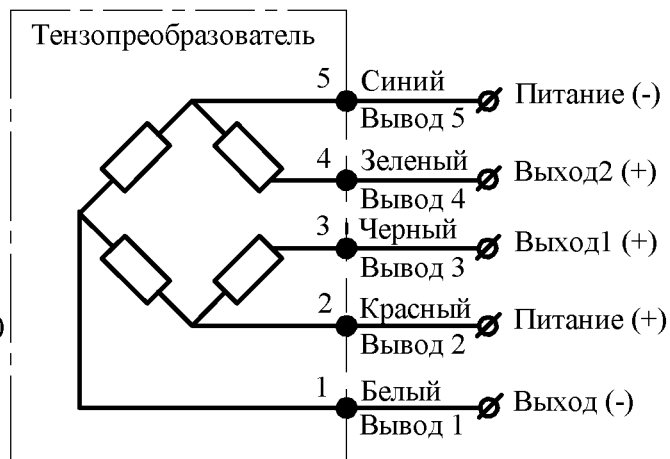 Тензопреобразователь
5 Синий
Вывод 5
Питание (-)
4 Зеленый
Вывод 4
Выход2 (+)
3 Черный
Вывод 3
Выход1 (+)
2 Красный
Вывод 2
Питание (+)
1 Белый
Вывод 1
Выход (-)